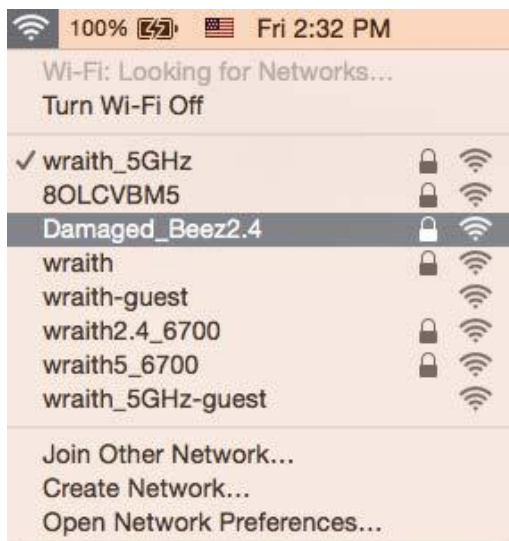 100% Fri 2:32 PM
Wi-Fi: Looking for Networks...
Turn Wi-Fi Off
wraith_5GHz
8OLCVBM5
Damaged_Beez2.4
wraith
wraith-guest
wraith2.4_6700
wraith5_6700
wraith_5GHz-guest
Join Other Network...
Create Network...
Open Network Preferences...